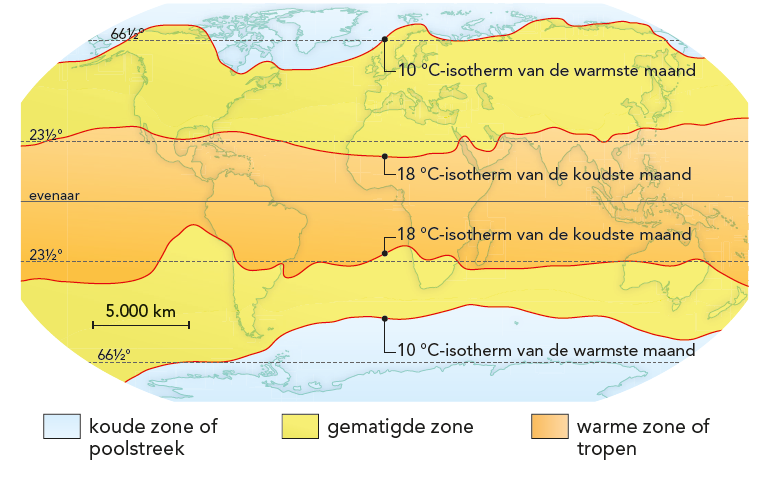 66½°
10 °C-isotherm van de warmste maand
23½°
18 °C-isotherm van de koudste maand
evenaar
18 °C-isotherm van de koudste maand
23½°
5.000 km
10 °C-isotherm van de warmste maand
66½°
koude zone of
poolstreek
gematigde zone
warme zone of
tropen